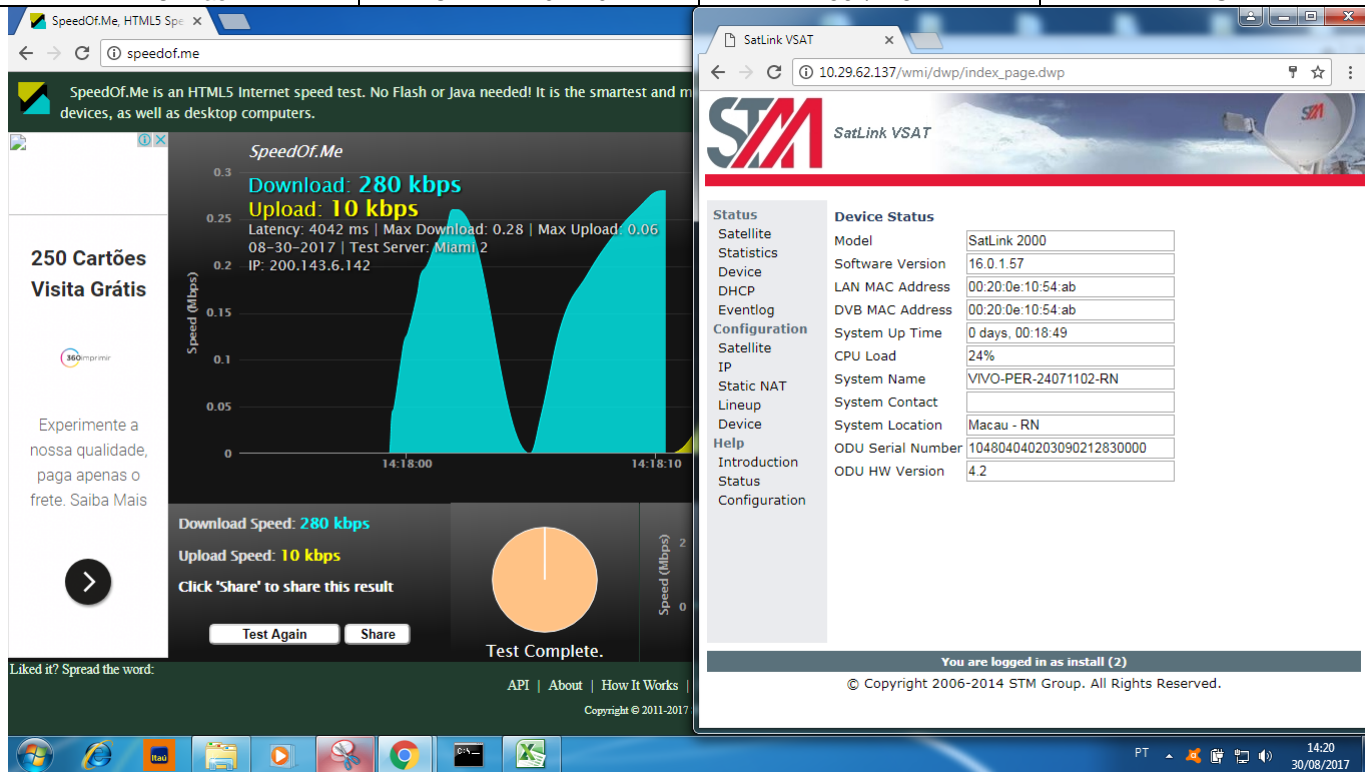 SpeedOf.Me, HTML5 Spe
speedof.me
SpeedOf.Me is an HTML5 Internet speed test. No Flash or Java needed! It is the smartest and m
devices, as well as desktop computers.
250 Cartões
Visita Grátis
360imprimir
Experimente a
nossa qualidade,
paga apenas o
frete. Saiba Mais
SpeedOf.Me
Download: 280 kbps
Upload: 10 kbps
Latency: 4042 ms | Max Download: 0.28 | Max Upload: 0.06
08-30-2017 | Test Server: Miami 2
IP: 200.143.6.142
Speed (Mbps)
0.3
0.25
0.2
0.15
0.1
0.05
0
14:18:00
14:18:10
Download Speed: 280 kbps
Upload Speed: 10 kbps
Click 'Share' to share this result
Test Again
Share
Test Complete.
Speed (Mbps)
2
0
Liked it? Spread the word:
API | About | How It Works |
Copyright © 2011-2017
SatLink VSAT
10.29.62.137/wmi/dwp/index_page.dwp
STM
SatLink VSAT
STM
Status
Satellite
Statistics
Device
DHCP
Eventlog
Configuration
Satellite
IP
Static NAT
Lineup
Device
Help
Introduction
Status
Configuration
Device Status
Model SatLink 2000
Software Version 16.0.1.57
LAN MAC Address 00:20:0e:10:54:ab
DVB MAC Address 00:20:0e:10:54:ab
System Up Time 0 days, 00:18:49
CPU Load 24%
System Name VIVO-PER-24071102-RN
System Contact
System Location Macau - RN
ODU Serial Number 104804040203090212830000
ODU HW Version 4.2
You are logged in as install (2)
© Copyright 2006-2014 STM Group. All Rights Reserved.
Itaú
C:\
PT
14:20
30/08/2017